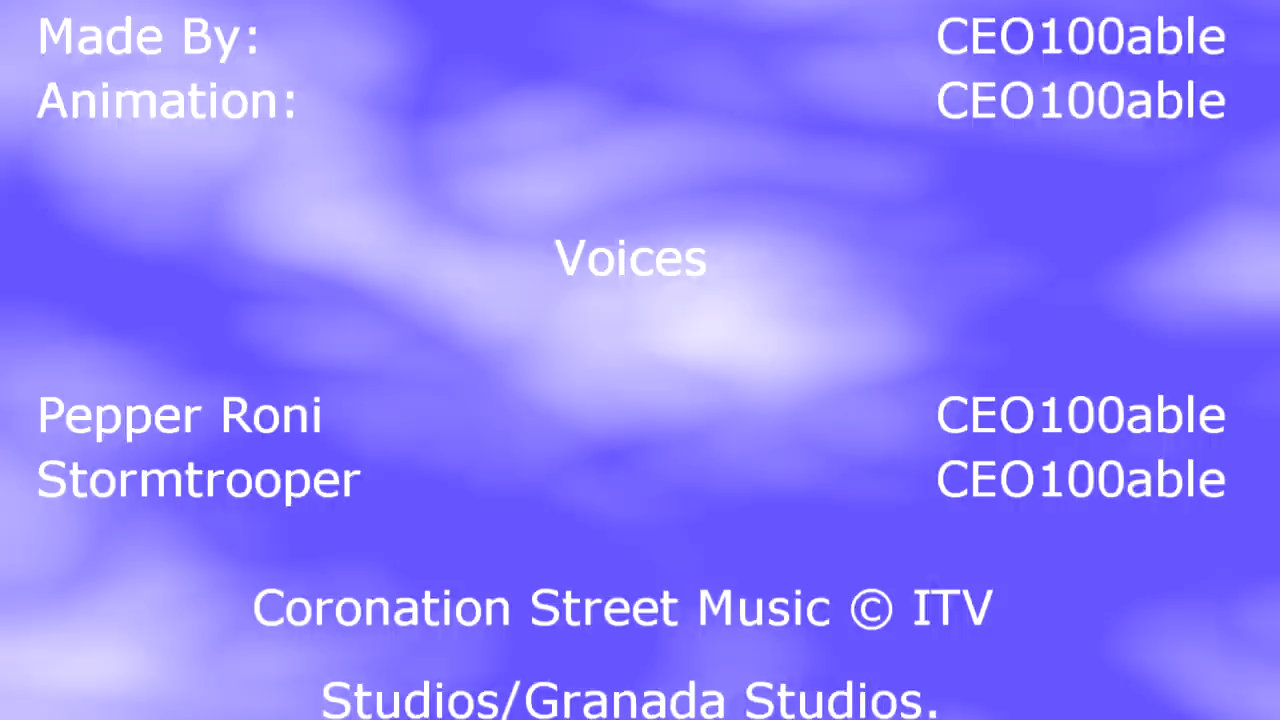 Made By: CEO100able
Animation: CEO100able
Voices
Pepper Roni CEO100able
Stormtrooper CEO100able
Coronation Street Music © ITV
Studios/Granada Studios.